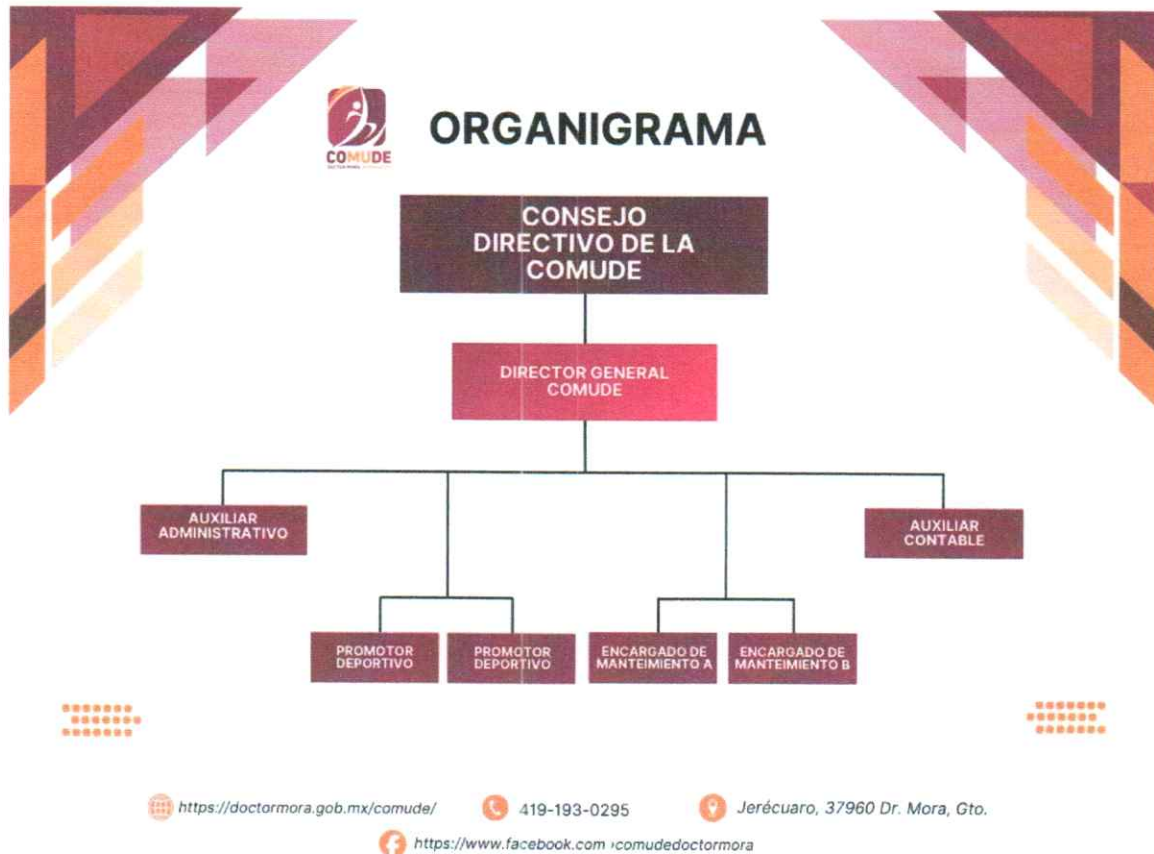 COMUDE
ORGANIGRAMA
CONSEJO
DIRECTIVO DE LA
COMUDE
DIRECTOR GENERAL
COMUDE
AUXILIAR
ADMINISTRATIVO
AUXILIAR
CONTABLE
PROMOTOR
DEPORTIVO
PROMOTOR
DEPORTIVO
ENCARGADO DE
MANTEIMIENTO A
ENCARGADO DE
MANTEIMIENTO B
https://doctormora.gob.mx/comude/
419-193-0295
Jerécuaro, 37960 Dr. Mora, Gto.
https://www.facebook.com ›comudedoctormora